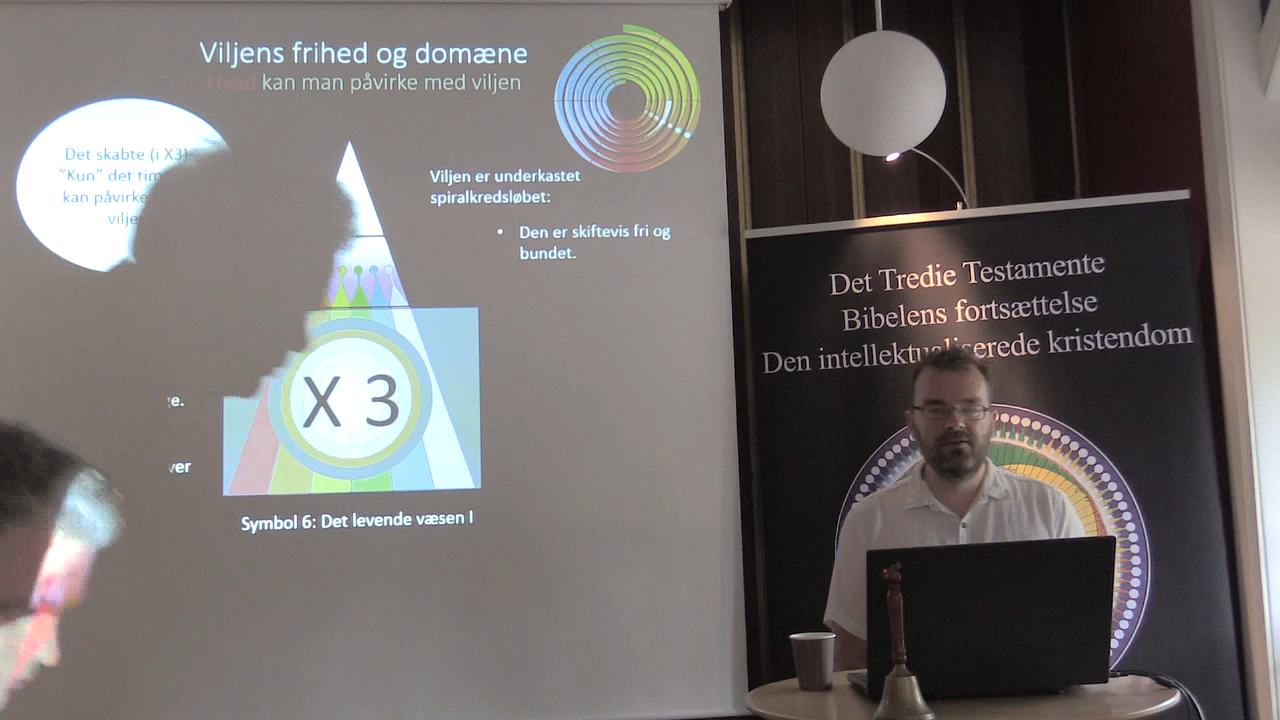 Viljens frihed og domæne
Hvad kan man påvirke med viljen
Det skabte (i X3)
"Kun" det
kan påvirke
Viljen er underkastet
spiralkredsløbet:
• Den er skiftevis fri og
bundet.
X 3
Symbol 6: Det levende væsen I
Det Tredie Testamente
Bibelens fortsættelse
Den intellektualiserede kristendom